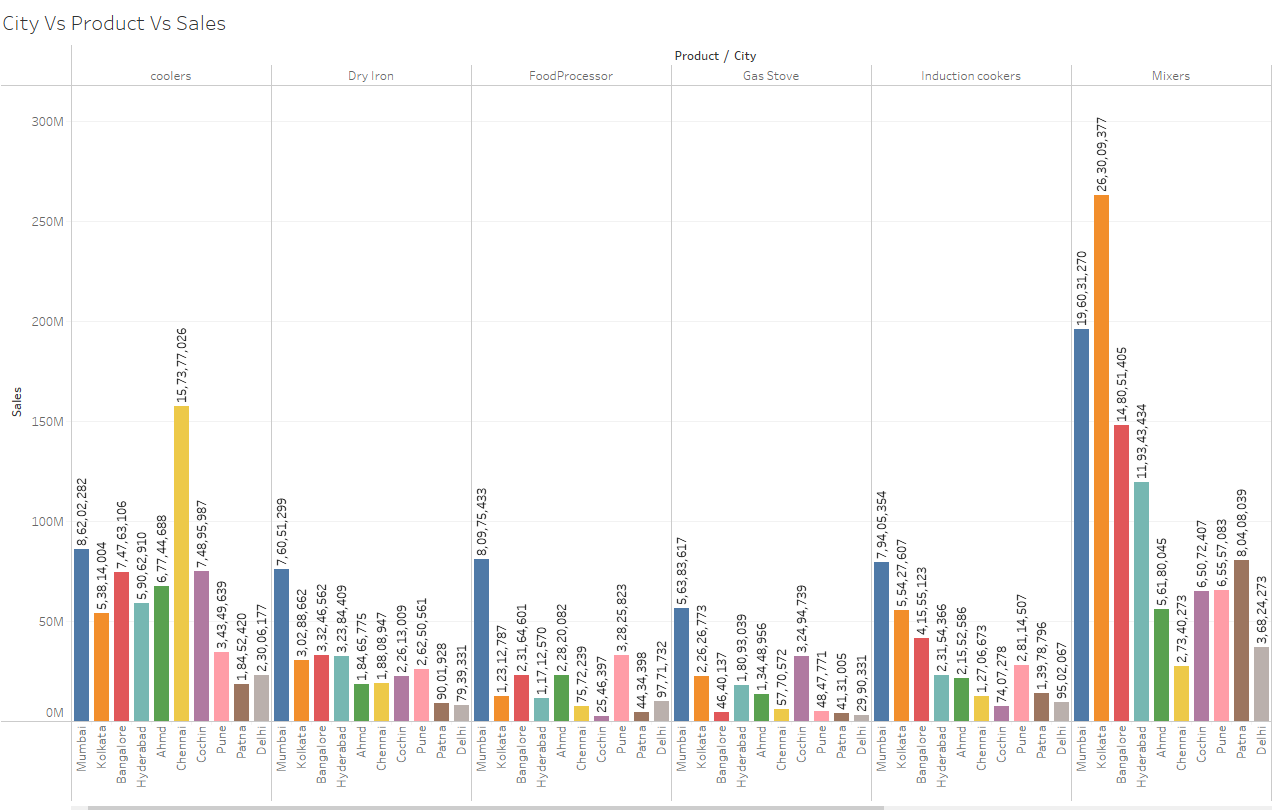 City Vs Product Vs Sales
Product / City
coolers Dry Iron FoodProcessor Gas Stove Induction cookers Mixers
Sales
300M
250M
200M
150M
100M
50M
0M
8,62,02,282 5,38,14,004 7,47,63,106 5,90,62,910 6,77,44,688 15,73,77,026 7,48,95,987 3,43,49,639 1,84,52,420 2,30,06,177
7,60,51,299 3,02,88,662 3,32,46,562 3,23,84,409 1,84,65,775 1,88,08,947 2,26,13,009 2,62,50,561 90,01,928 79,39,331
8,09,75,433 1,23,12,787 2,31,64,601 1,17,12,570 2,28,20,082 75,72,239 25,46,397 3,28,25,823 44,34,398 97,71,732
5,63,83,617 2,26,26,773 46,40,137 1,80,93,039 1,34,48,956 57,70,572 3,24,94,739 48,47,771 41,31,005 29,90,331
7,94,05,354 5,54,27,607 4,15,55,123 2,31,54,366 2,15,52,586 1,27,06,673 74,07,278 2,81,14,507 1,39,78,796 95,02,067
19,60,31,270 26,30,09,377 14,80,51,405 11,93,43,434 5,61,80,045 2,73,40,273 6,50,72,407 6,55,57,083 8,04,08,039 3,68,24,273
Mumbai Kolkata Bangalore Hyderabad Ahmd Chennai Cochin Pune Patna Delhi
Mumbai Kolkata Bangalore Hyderabad Ahmd Chennai Cochin Pune Patna Delhi
Mumbai Kolkata Bangalore Hyderabad Ahmd Chennai Cochin Pune Patna Delhi
Mumbai Kolkata Bangalore Hyderabad Ahmd Chennai Cochin Pune Patna Delhi
Mumbai Kolkata Bangalore Hyderabad Ahmd Chennai Cochin Pune Patna Delhi
Mumbai Kolkata Bangalore Hyderabad Ahmd Chennai Cochin Pune Patna Delhi